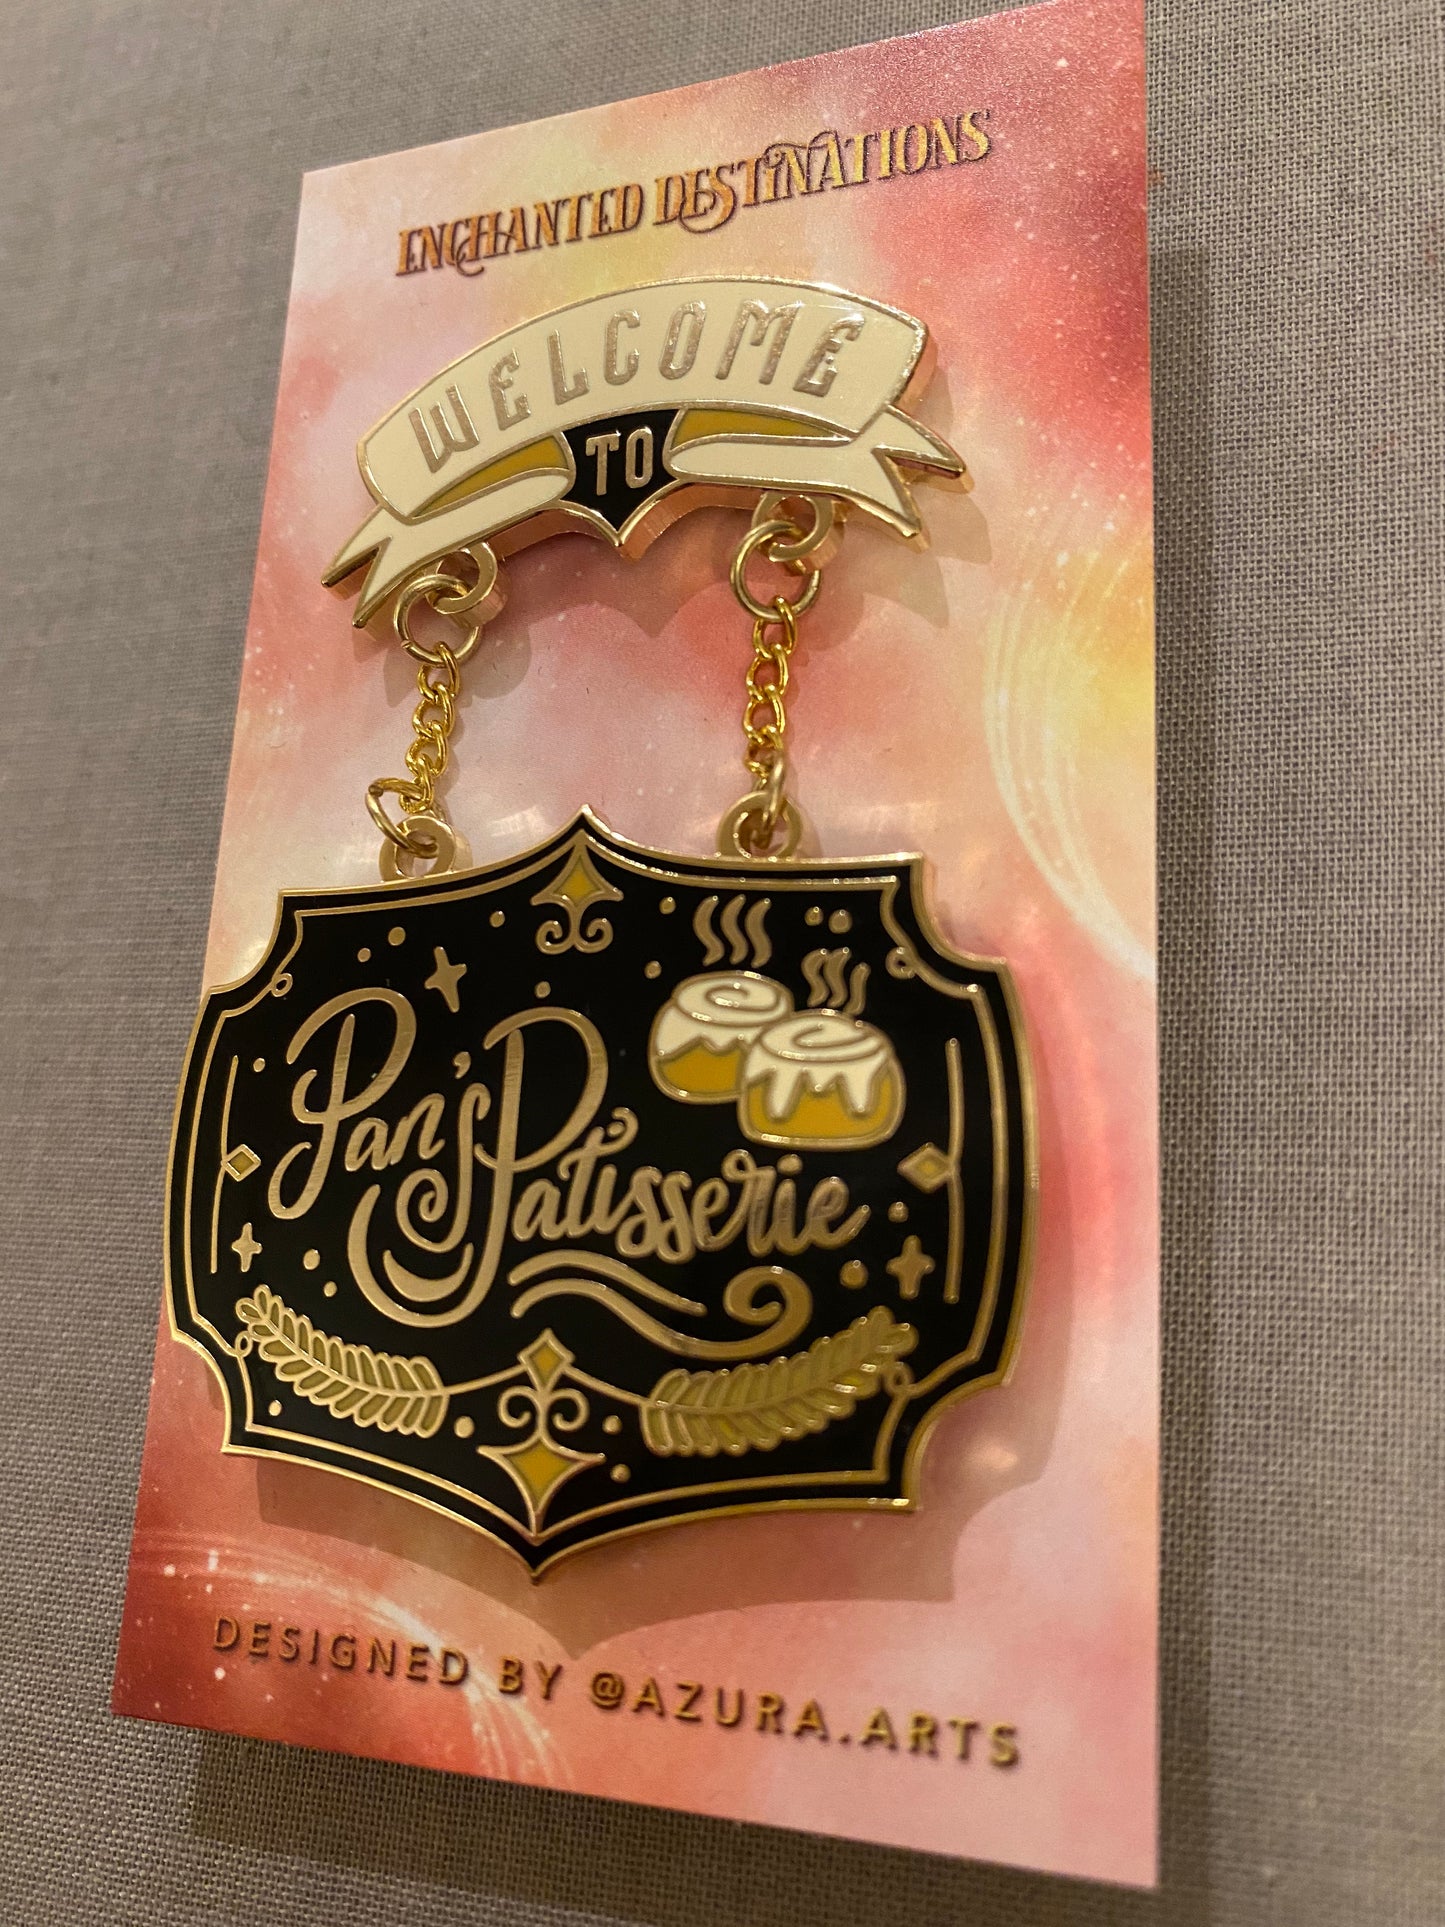 ENCHANTED DESTINATIONS
WELCOME
TO
Pan's Patisserie
DESIGNED BY @AZURA.ARTS